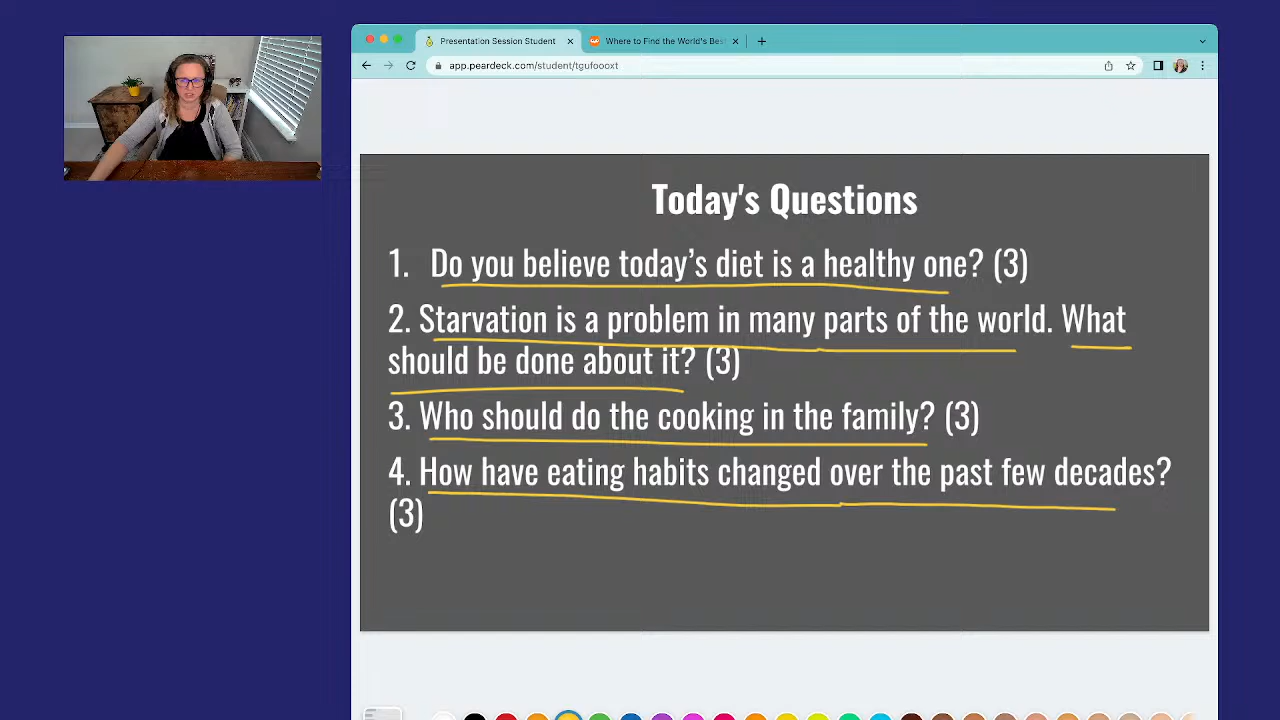 Presentation Session Student
Where to Find the World's Bes
app.peardeck.com/student/tgufoooxt
Today's Questions
1. Do you believe today's diet is a healthy one? (3)
2. Starvation is a problem in many parts of the world. What
should be done about it? (3)
3. Who should do the cooking in the family? (3)
4. How have eating habits changed over the past few decades?
(3)